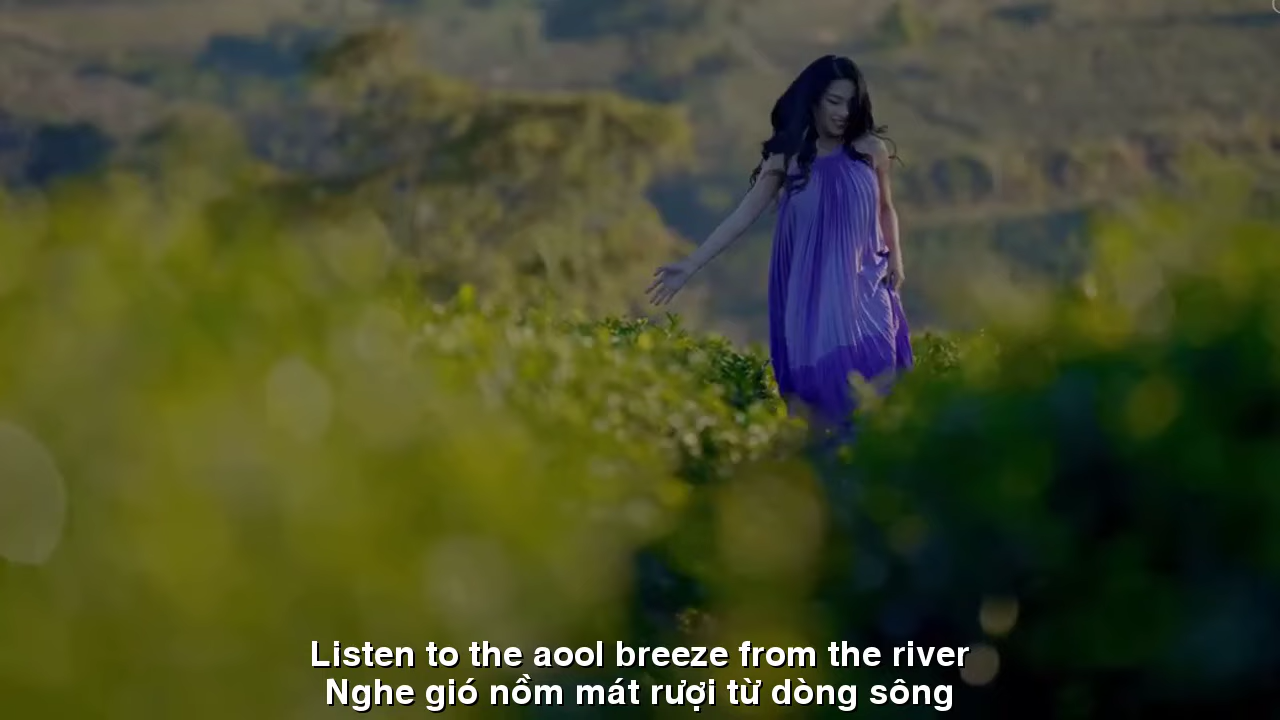 Listen to the aool breeze from the river
Nghe gió nồm mát rượi từ dòng sông